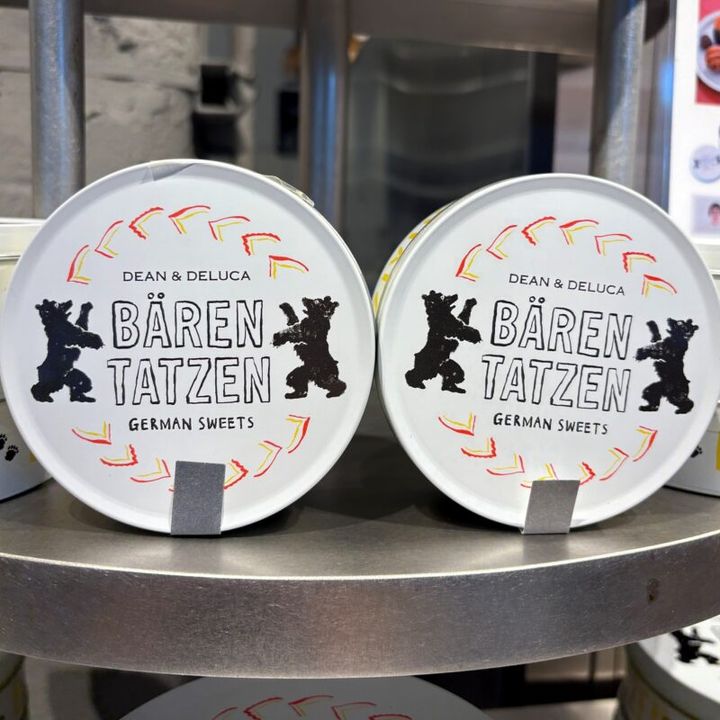 DEAN & DELUCA
BÄREN
TATZEN
GERMAN SWEETS
DEAN & DELUCA
BÄREN
TATZEN
GERMAN SWEETS